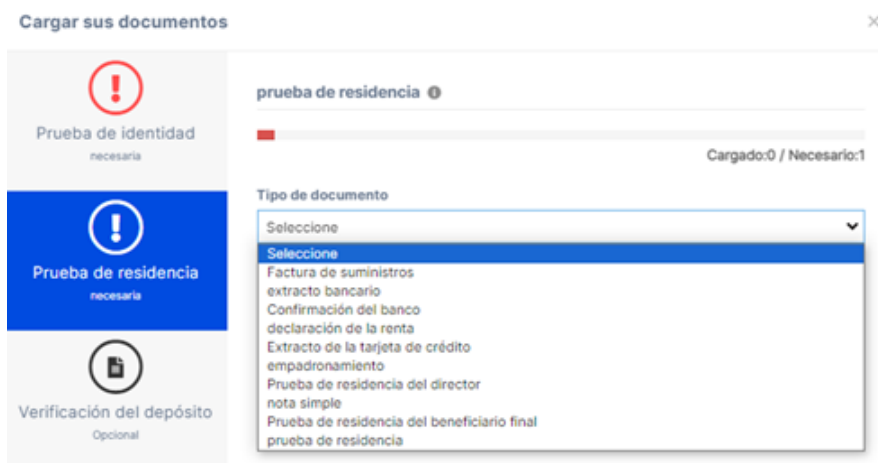 Cargar sus documentos
×
Prueba de identidad
necesaria
Prueba de residencia
necesaria
Verificación del depósito
Opcional
prueba de residencia
Cargado:0 / Necesario:1
Tipo de documento
Seleccione
Seleccione
Factura de suministros
extracto bancario
Confirmación del banco
declaración de la renta
Extracto de la tarjeta de crédito
empadronamiento
Prueba de residencia del director
nota simple
Prueba de residencia del beneficiario final
prueba de residencia